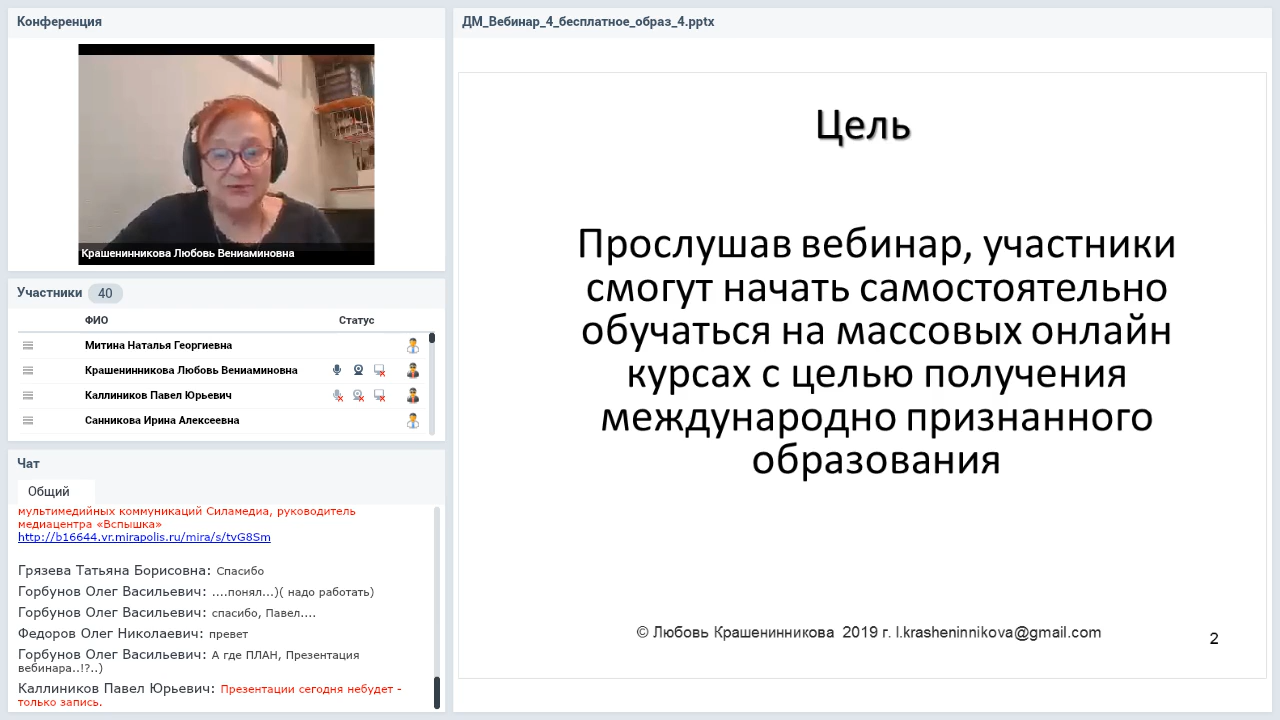 Конференция
Крашенинникова Любовь Вениаминовна
Участники 40
ФИО Статус
Митина Наталья Георгиевна
Крашенинникова Любовь Вениаминовна
Каллиников Павел Юрьевич
Санникова Ирина Алексеевна
Чат
Общий
мультимедийных коммуникаций Силамедиа, руководитель
медиацентра «Вспышка»
http://b16644.vr.mirapolis.ru/mira/s/tvG8Sm
Грязева Татьяна Борисовна: Спасибо
Горбунов Олег Васильевич: ....понял...)( надо работать)
Горбунов Олег Васильевич: спасибо, Павел....
Федоров Олег Николаевич: превет
Горбунов Олег Васильевич: А где ПЛАН, Презентация
вебинара..!?..)
Каллиников Павел Юрьевич: Презентации сегодня небудет -
только запись.
ДМ_Вебинар_4_бесплатное_образ_4.pptx
Цель
Прослушав вебинар, участники
смогут начать самостоятельно
обучаться на массовых онлайн
курсах с целью получения
международно признанного
образования
© Любовь Крашенинникова 2019 г. l.krasheninnikova@gmail.com
2